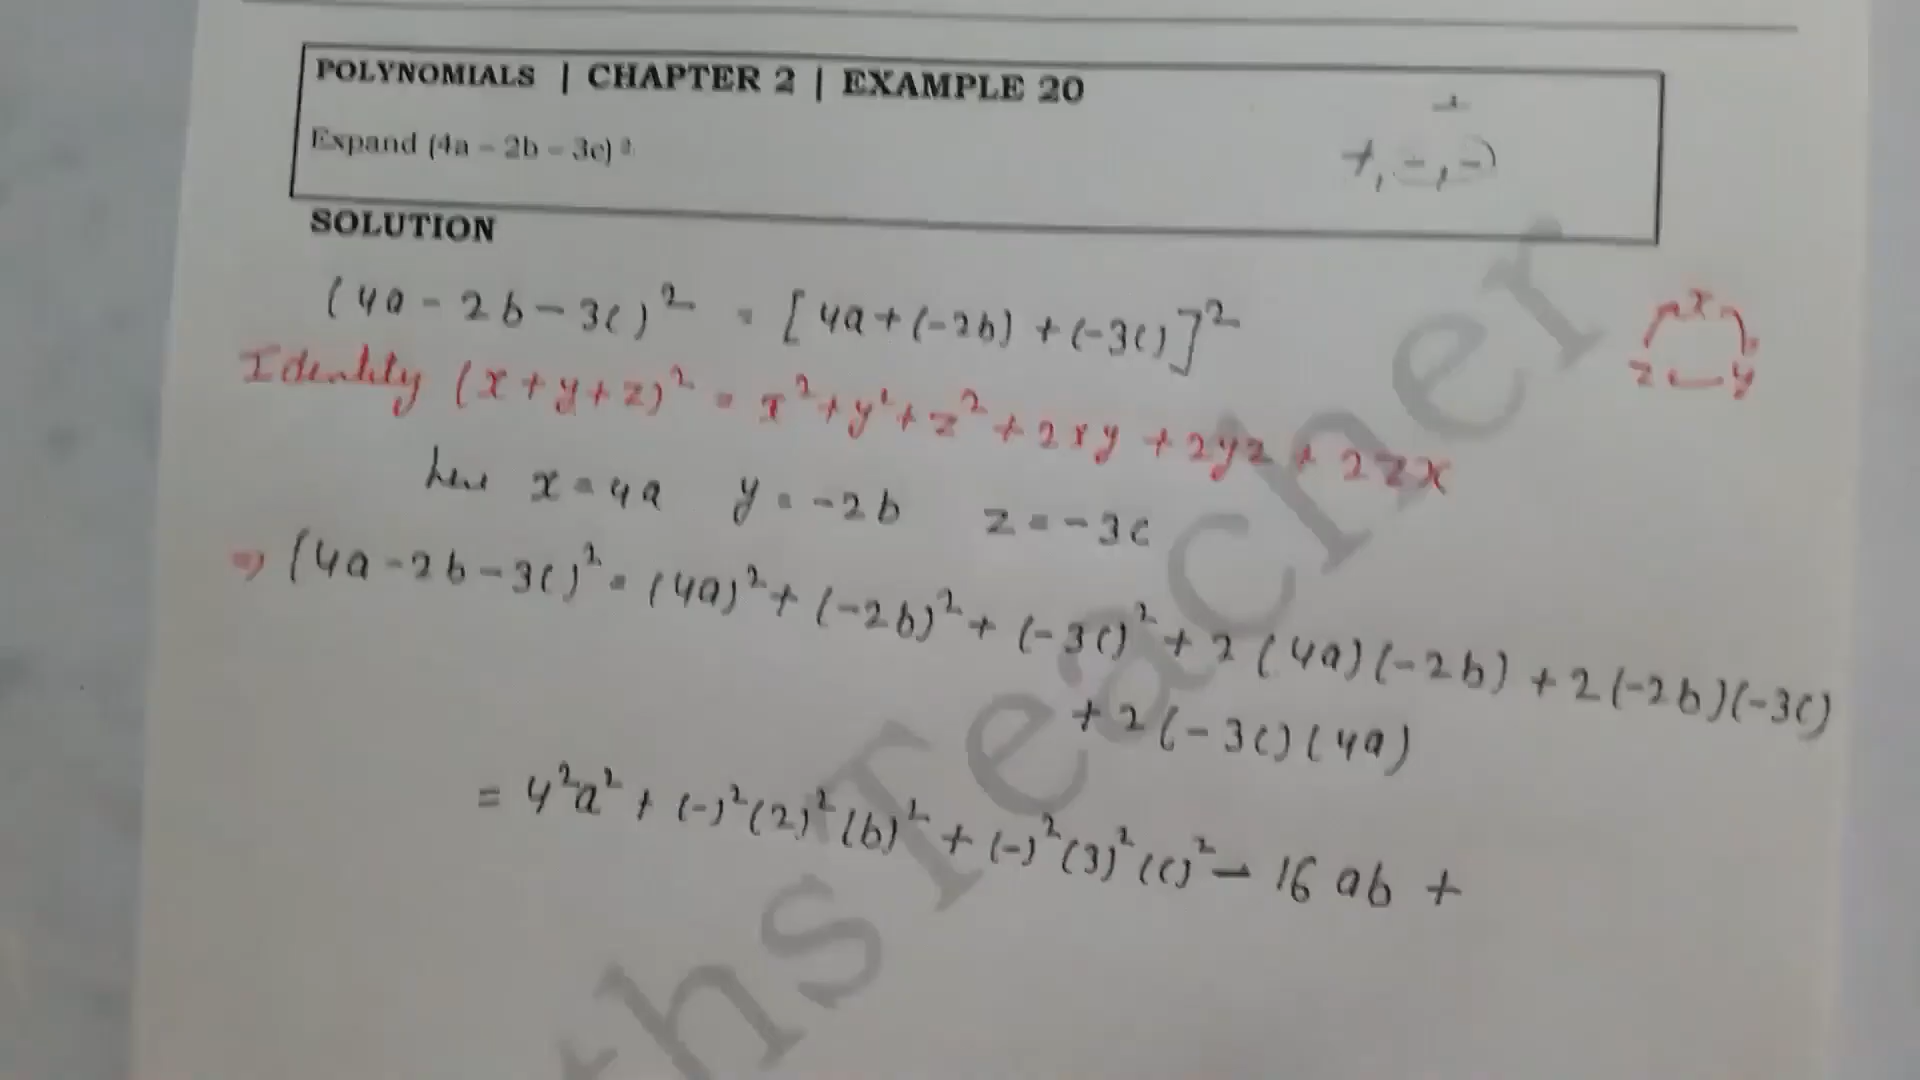 POLYNOMIALS | CHAPTER 2 | EXAMPLE 20
Expand (4a – 2b – 3c)²
+, -, -)
SOLUTION
(4a - 2b - 3c)² = [4a + (-2b) + (-3c)]²
x
z y
Identity (x + y + z)² = x² + y² + z² + 2xy + 2yz + 2zx
here x = 4a y = -2b z = -3c
=> (4a - 2b - 3c)² = (4a)² + (-2b)² + (-3c)² + 2(4a)(-2b) + 2(-2b)(-3c)
+ 2(-3c)(4a)
= 4²a² + (-)²(2)²(b)² + (-)²(3)²(c)² - 16ab +
thsTeacher